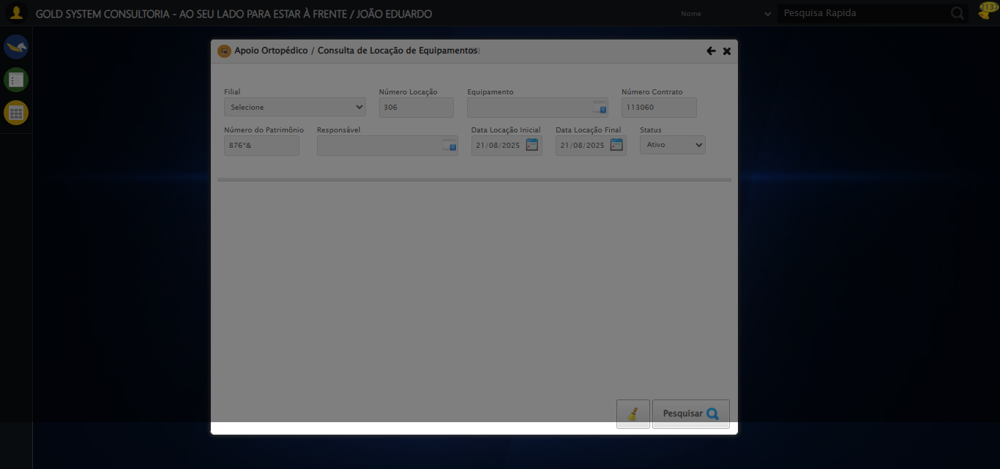 GOLD SYSTEM CONSULTORIA - AO SEU LADO PARA ESTAR À FRENTE / JOÃO EDUARDO
Nome
Pesquisa Rapida
2137
Apoio Ortopédico / Consulta de Locação de Equipamentos
Filial Número Locação Equipamento Número Contrato
Selecione 306 113060
Número do Patrimônio Responsável Data Locação Inicial Data Locação Final Status
876*& 21/08/2025 21/08/2025 Ativo
Pesquisar